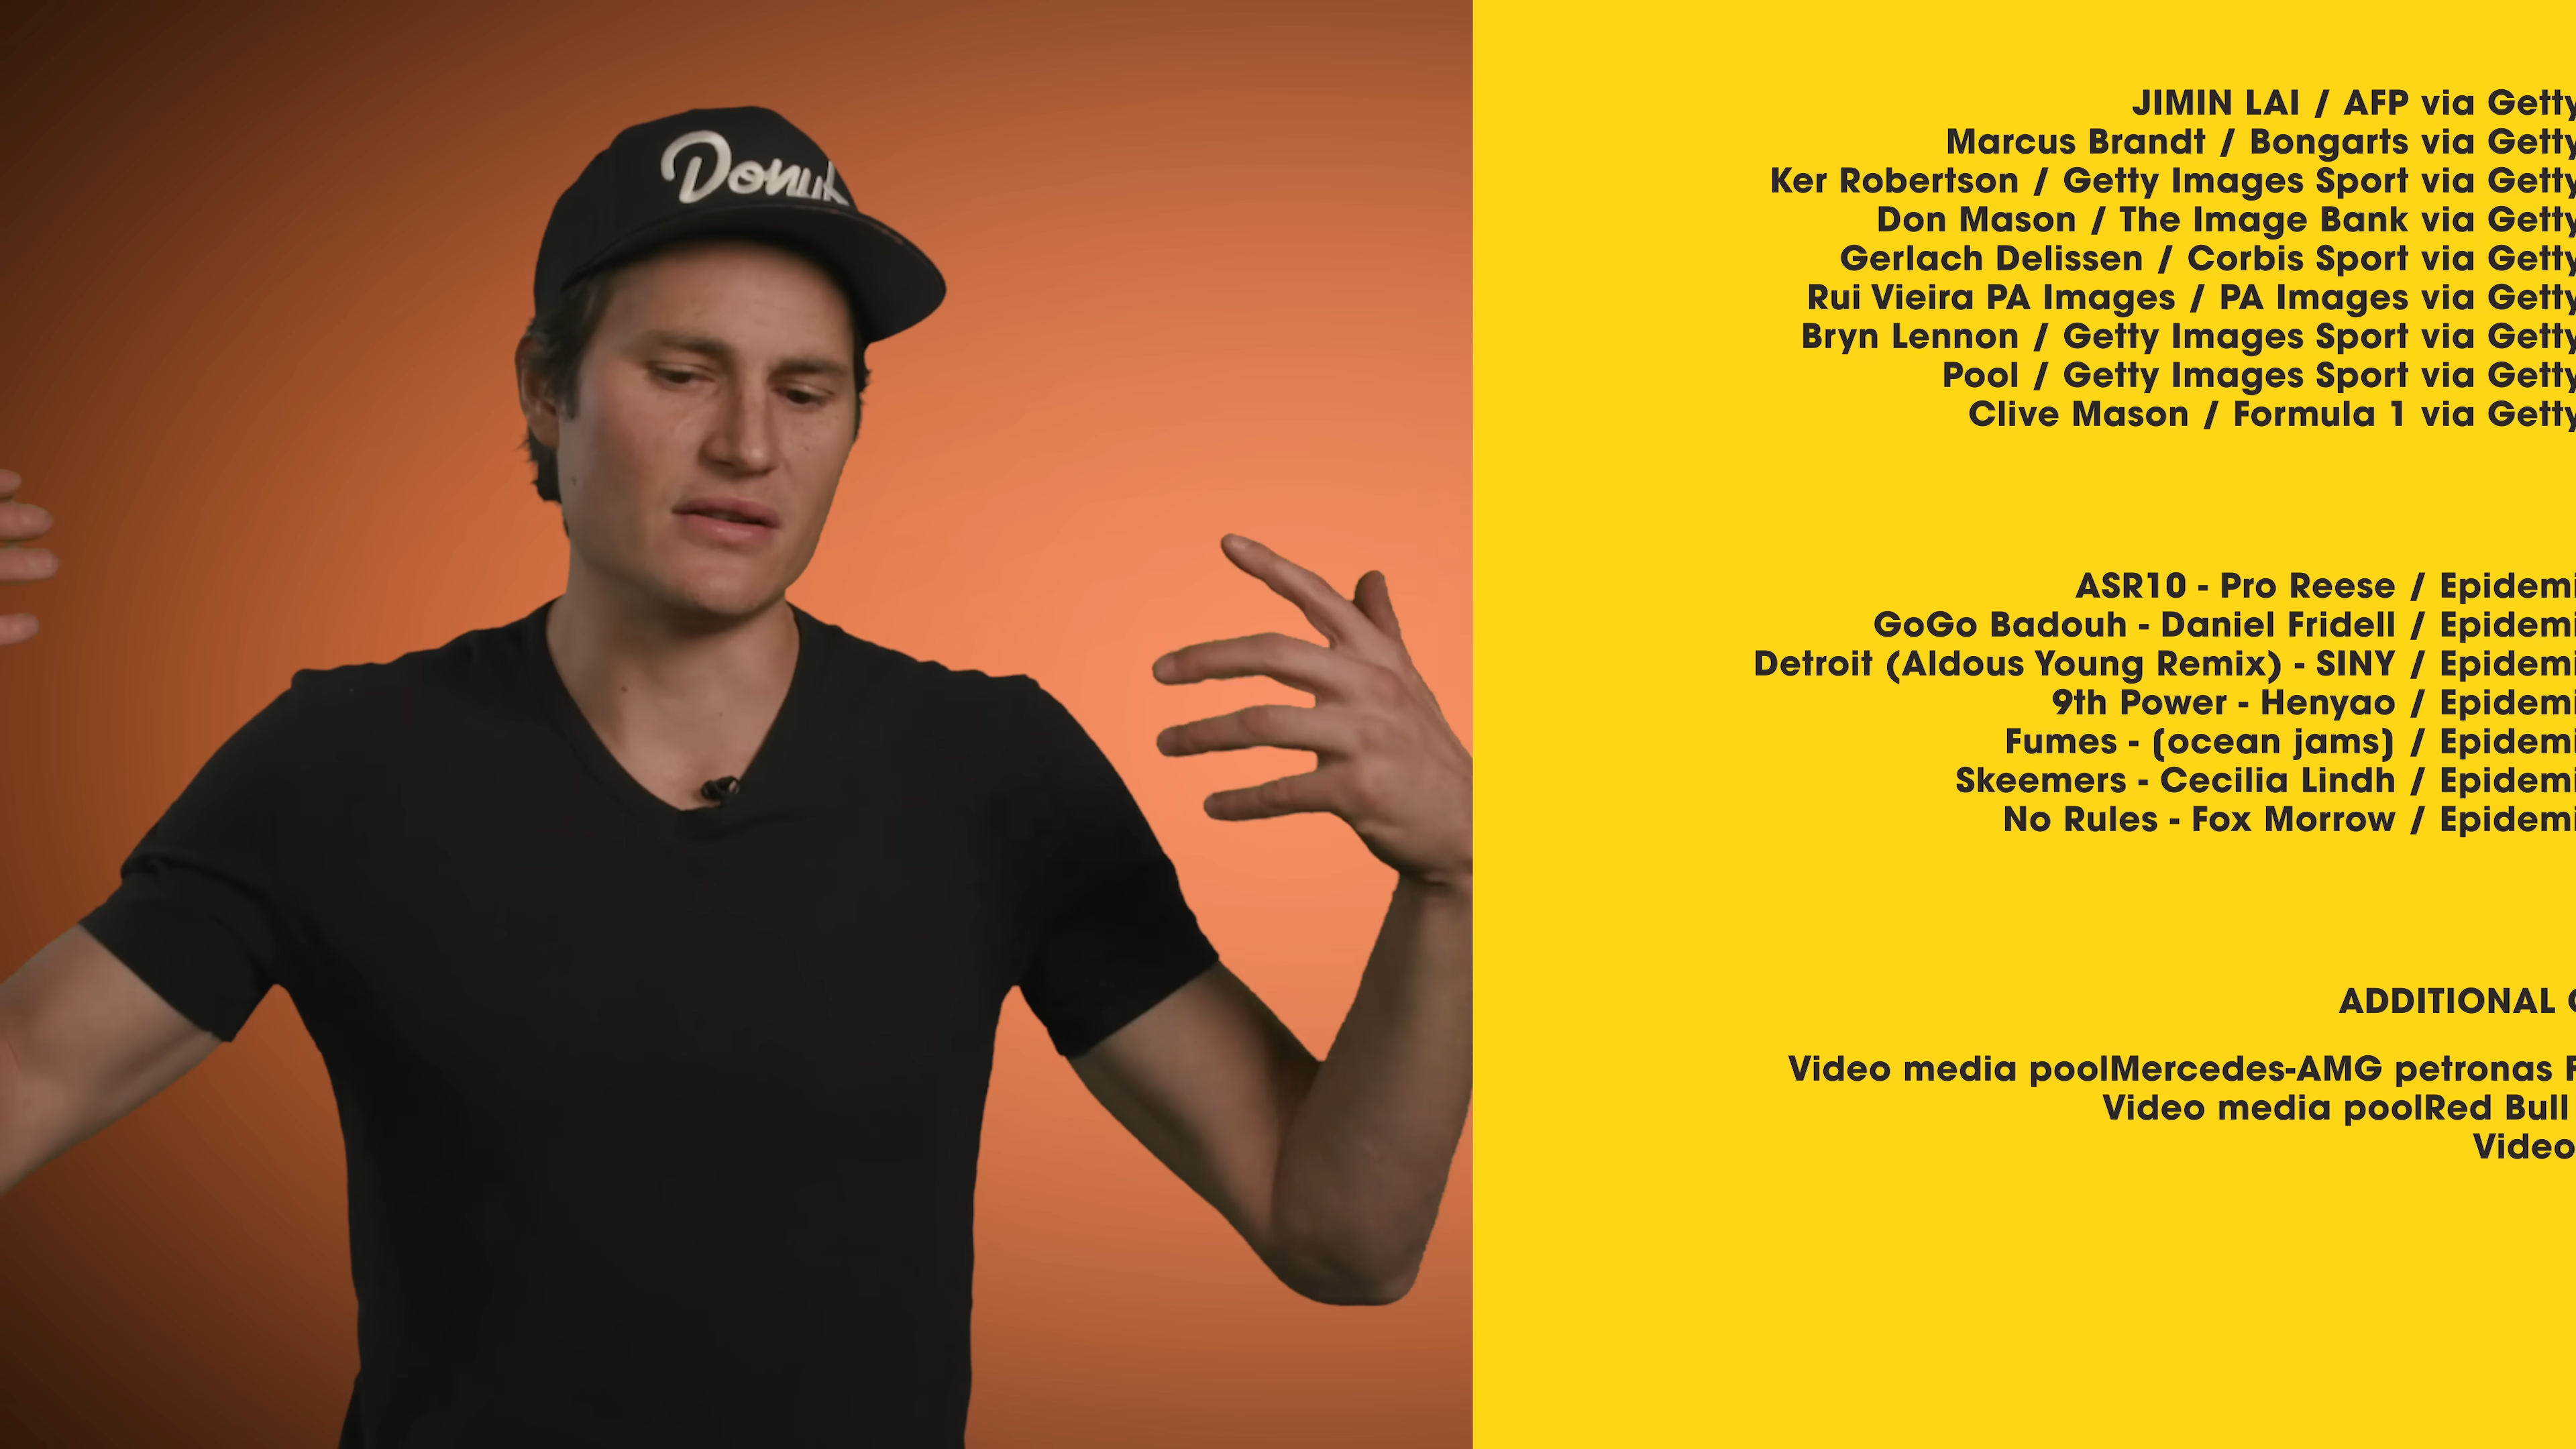 Donut
JIMIN LAI / AFP via Getty
Marcus Brandt / Bongarts via Getty
Ker Robertson / Getty Images Sport via Getty
Don Mason / The Image Bank via Getty
Gerlach Delissen / Corbis Sport via Getty
Rui Vieira PA Images / PA Images via Getty
Bryn Lennon / Getty Images Sport via Getty
Pool / Getty Images Sport via Getty
Clive Mason / Formula 1 via Getty
ASR10 - Pro Reese / Epidemi
GoGo Badouh - Daniel Fridell / Epidemi
Detroit (Aldous Young Remix) - SINY / Epidemi
9th Power - Henyao / Epidemi
Fumes - (ocean jams) / Epidemi
Skeemers - Cecilia Lindh / Epidemi
No Rules - Fox Morrow / Epidemi
ADDITIONAL
Video media poolMercedes-AMG petronas F
Video media poolRed Bull
Video